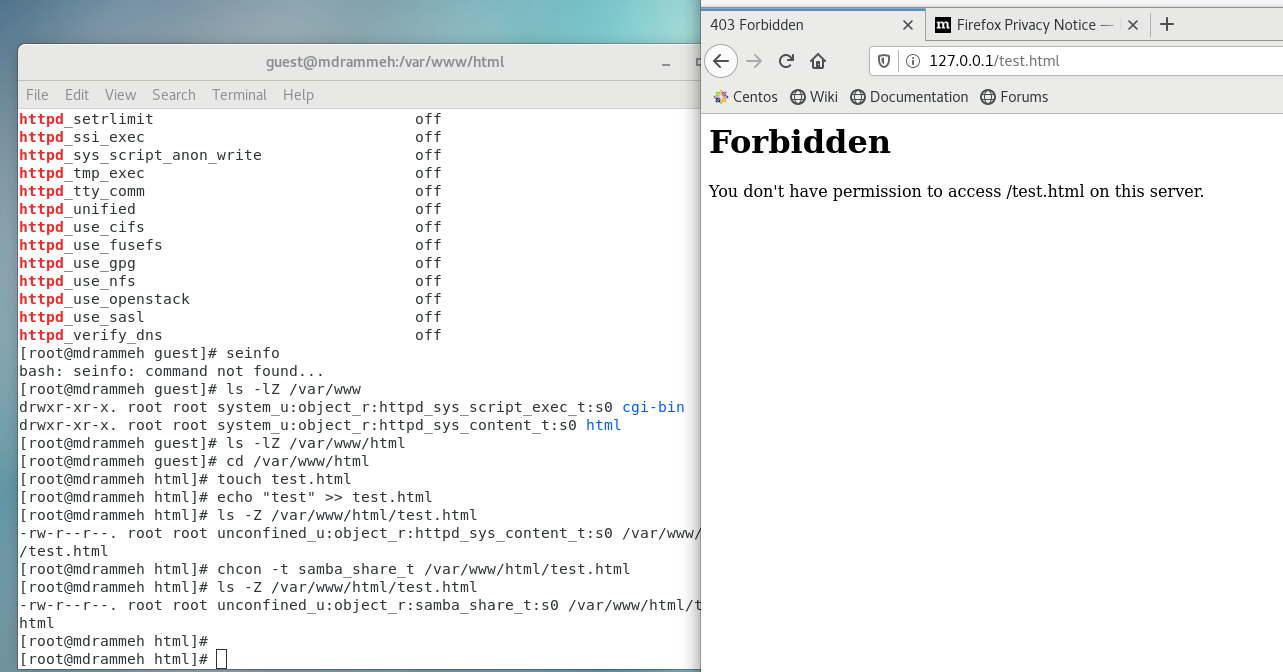 guest@mdrammeh:/var/www/html
File Edit View Search Terminal Help
httpd_setrlimit off
httpd_ssi_exec off
httpd_sys_script_anon_write off
httpd_tmp_exec off
httpd_tty_comm off
httpd_unified off
httpd_use_cifs off
httpd_use_fusefs off
httpd_use_gpg off
httpd_use_nfs off
httpd_use_openstack off
httpd_use_sasl off
httpd_verify_dns off
[root@mdrammeh guest]# seinfo
bash: seinfo: command not found...
[root@mdrammeh guest]# ls -lZ /var/www
drwxr-xr-x. root root system_u:object_r:httpd_sys_script_exec_t:s0 cgi-bin
drwxr-xr-x. root root system_u:object_r:httpd_sys_content_t:s0 html
[root@mdrammeh guest]# ls -lZ /var/www/html
[root@mdrammeh guest]# cd /var/www/html
[root@mdrammeh html]# touch test.html
[root@mdrammeh html]# echo "test" >> test.html
[root@mdrammeh html]# ls -Z /var/www/html/test.html
-rw-r--r--. root root unconfined_u:object_r:httpd_sys_content_t:s0 /var/www/
/test.html
[root@mdrammeh html]# chcon -t samba_share_t /var/www/html/test.html
[root@mdrammeh html]# ls -Z /var/www/html/test.html
-rw-r--r--. root root unconfined_u:object_r:samba_share_t:s0 /var/www/html/t
html
[root@mdrammeh html]#
[root@mdrammeh html]#
403 Forbidden
m Firefox Privacy Notice —
127.0.0.1/test.html
Centos Wiki Documentation Forums
Forbidden
You don't have permission to access /test.html on this server.